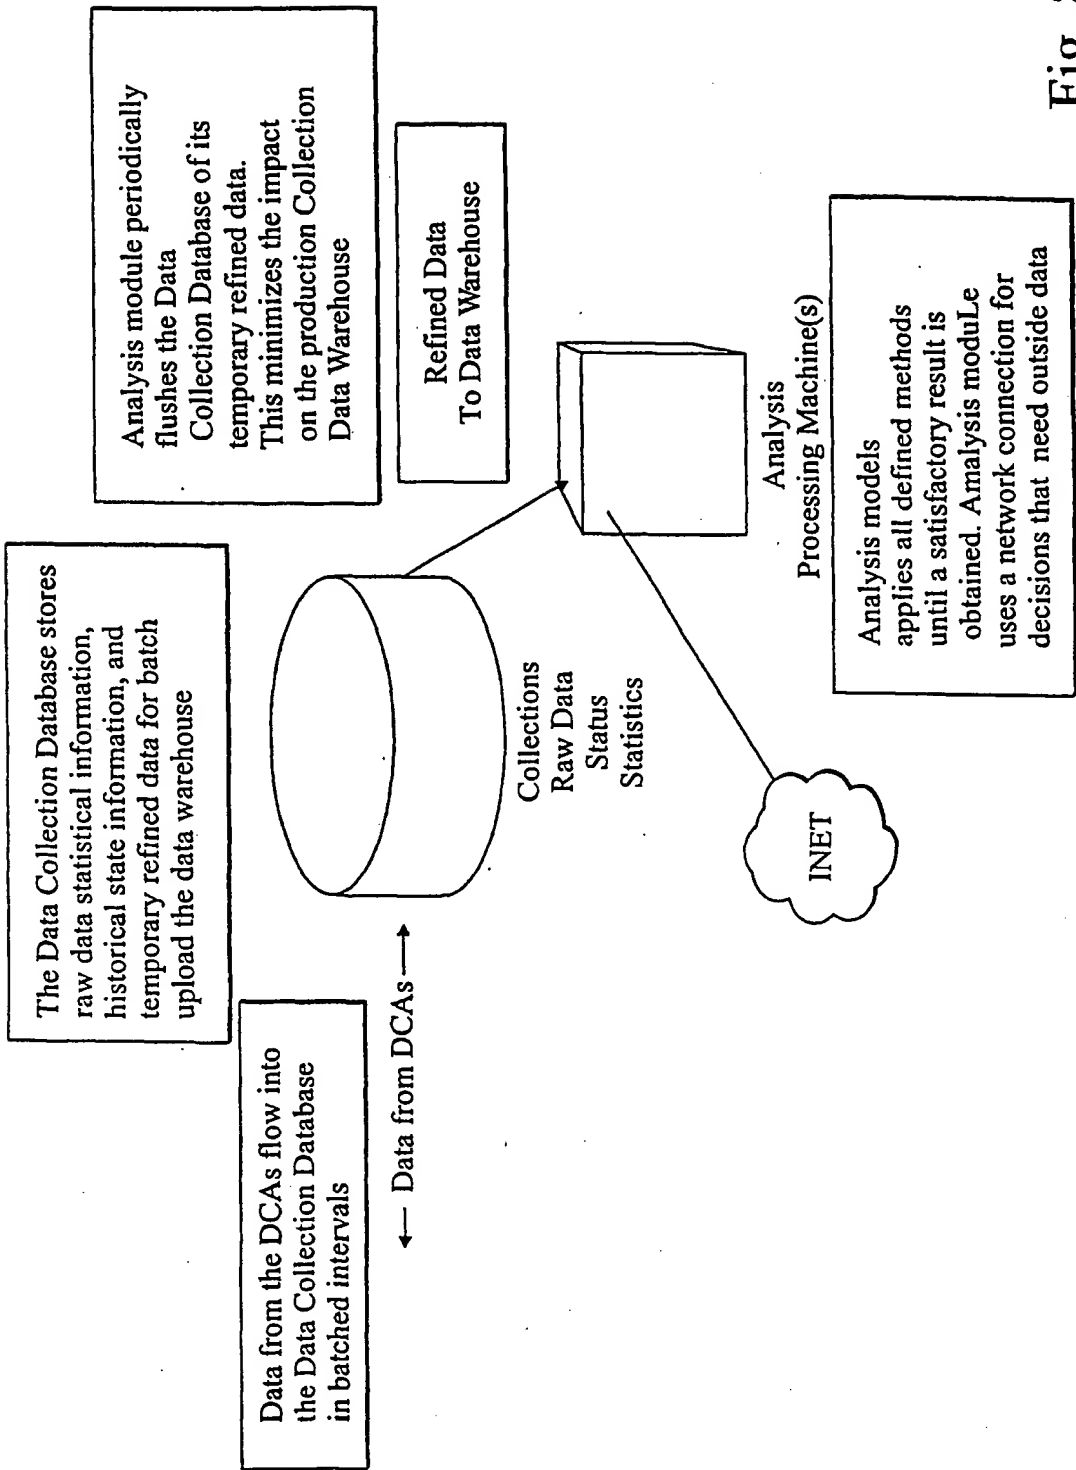 Data from the DCAs flow into
the Data Collection Database
in batched intervals
← Data from DCAs →
The Data Collection Database stores
raw data statistical information,
historical state information, and
temporary refined data for batch
upload the data warehouse
Collections
Raw Data
Status
Statistics
INET
Analysis module periodically
flushes the Data
Collection Database of its
temporary refined data.
This minimizes the impact
on the production Collection
Data Warehouse
Refined Data
To Data Warehouse
Analysis
Processing Machine(s)
Analysis models
applies all defined methods
until a satisfactory result is
obtained. Amalysis moduLe
uses a network connection for
decisions that need outside data
Fig.